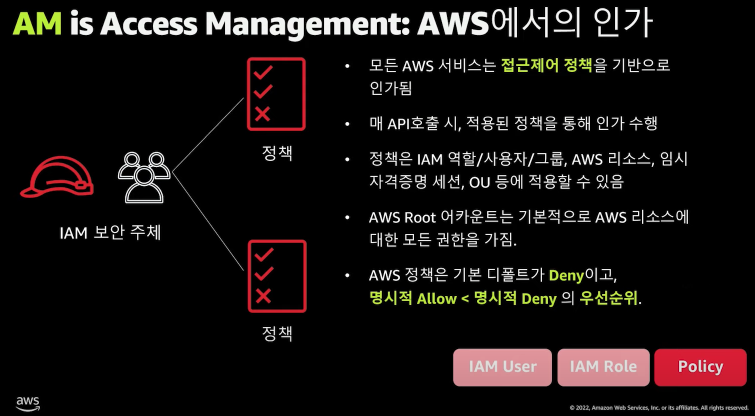 AM is Access Management: AWS에서의 인가
정책
IAM 보안 주체
정책
• 모든 AWS 서비스는 접근제어 정책을 기반으로
인가됨
• 매 API호출 시, 적용된 정책을 통해 인가 수행
• 정책은 IAM 역할/사용자/그룹, AWS 리소스, 임시
자격증명 세션, OU 등에 적용할 수 있음
• AWS Root 어카운트는 기본적으로 AWS 리소스에
대한 모든 권한을 가짐.
• AWS 정책은 기본 디폴트가 Deny이고,
명시적 Allow < 명시적 Deny 의 우선순위.
IAM User IAM Role Policy
aws
© 2022, Amazon Web Services, Inc. or its affiliates. All rights reserved.